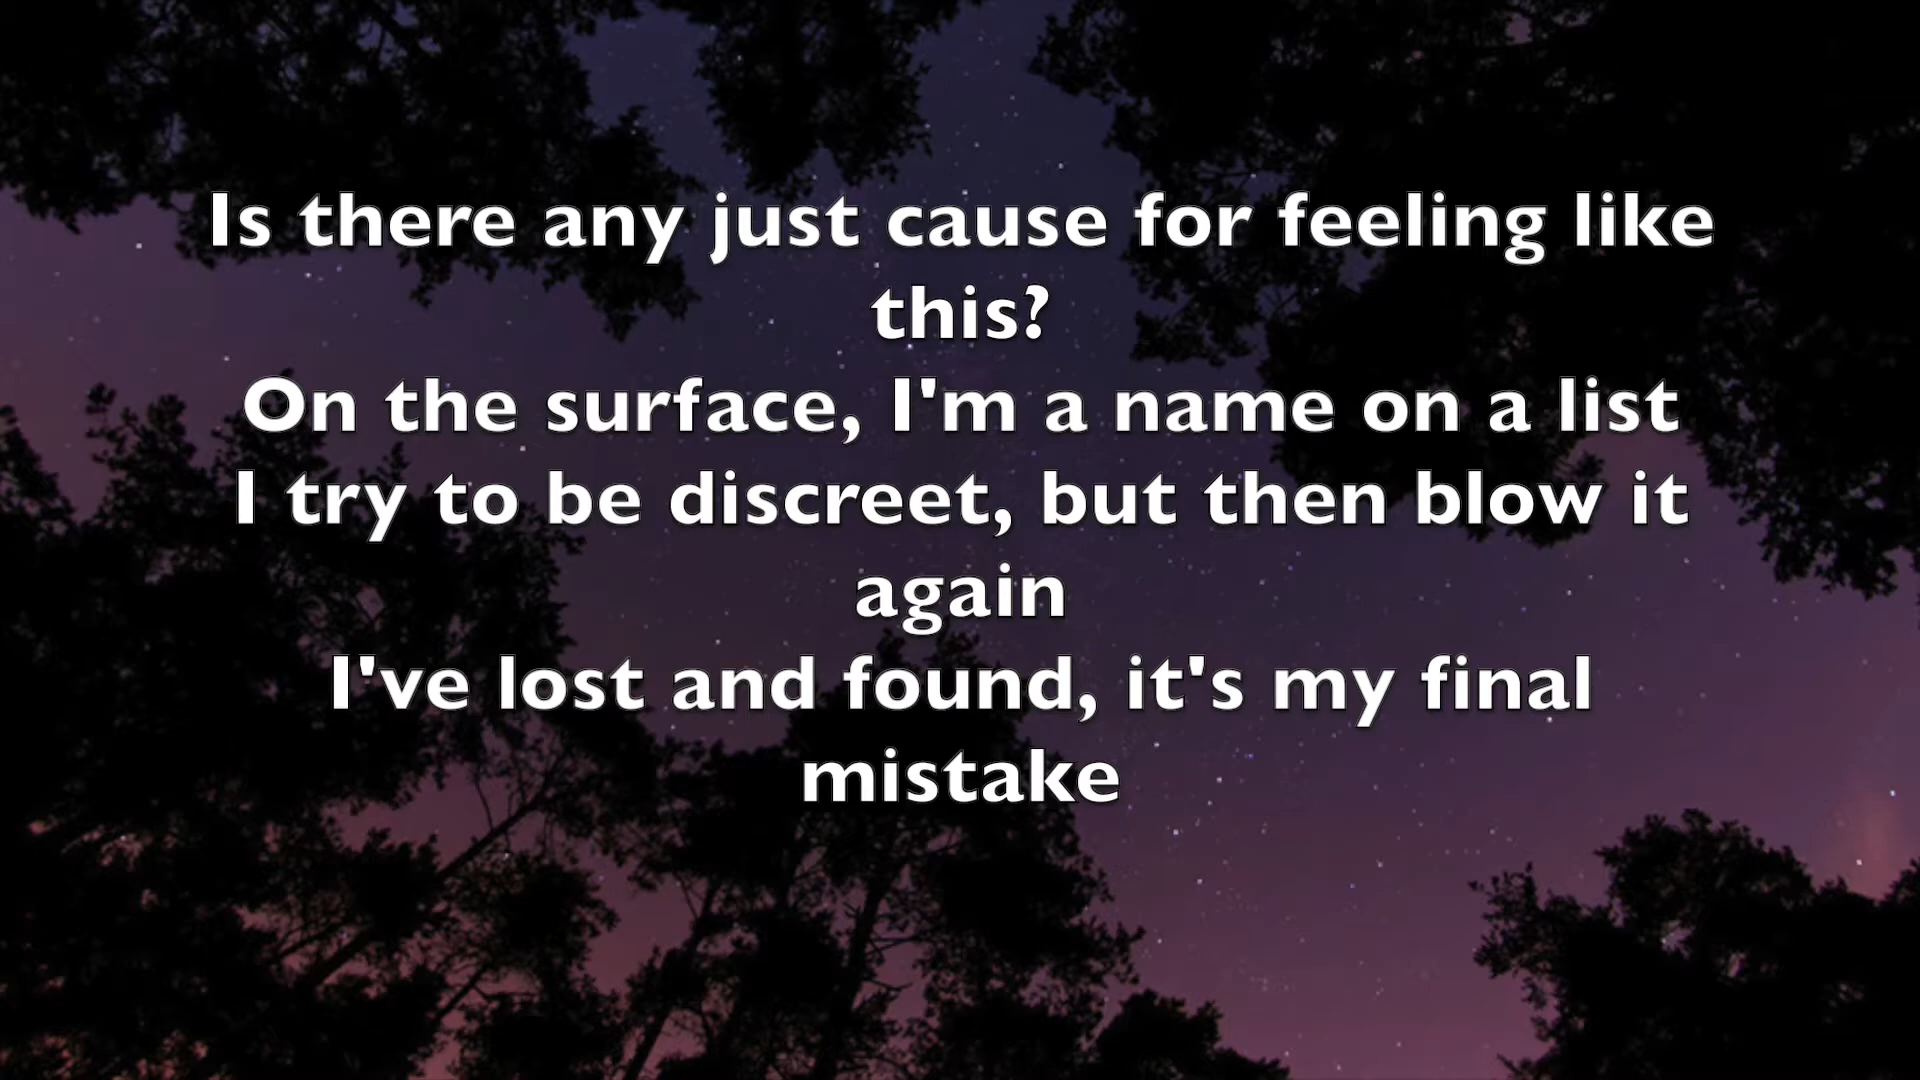 Is there any just cause for feeling like
this?
On the surface, I'm a name on a list
I try to be discreet, but then blow it
again
I've lost and found, it's my final
mistake